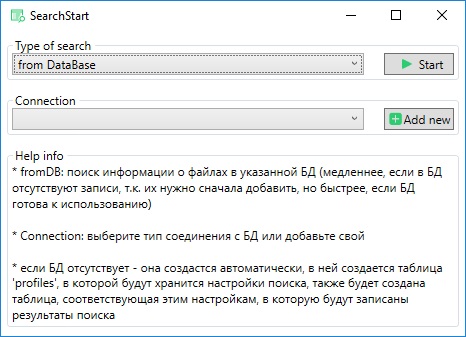 SearchStart
Type of search
from DataBase
Start
Connection
Add new
Help info
* fromDB: поиск информации о файлах в указанной БД (медленнее, если в БД
отсутствуют записи, т.к. их нужно сначала добавить, но быстрее, если БД
готова к использованию)
* Connection: выберите тип соединения с БД или добавьте свой
* если БД отсутствует - она создастся автоматически, в ней создается таблица
'profiles', в которой будут хранится настройки поиска, также будет создана
таблица, соответствующая этим настройкам, в которую будут записаны
результаты поиска